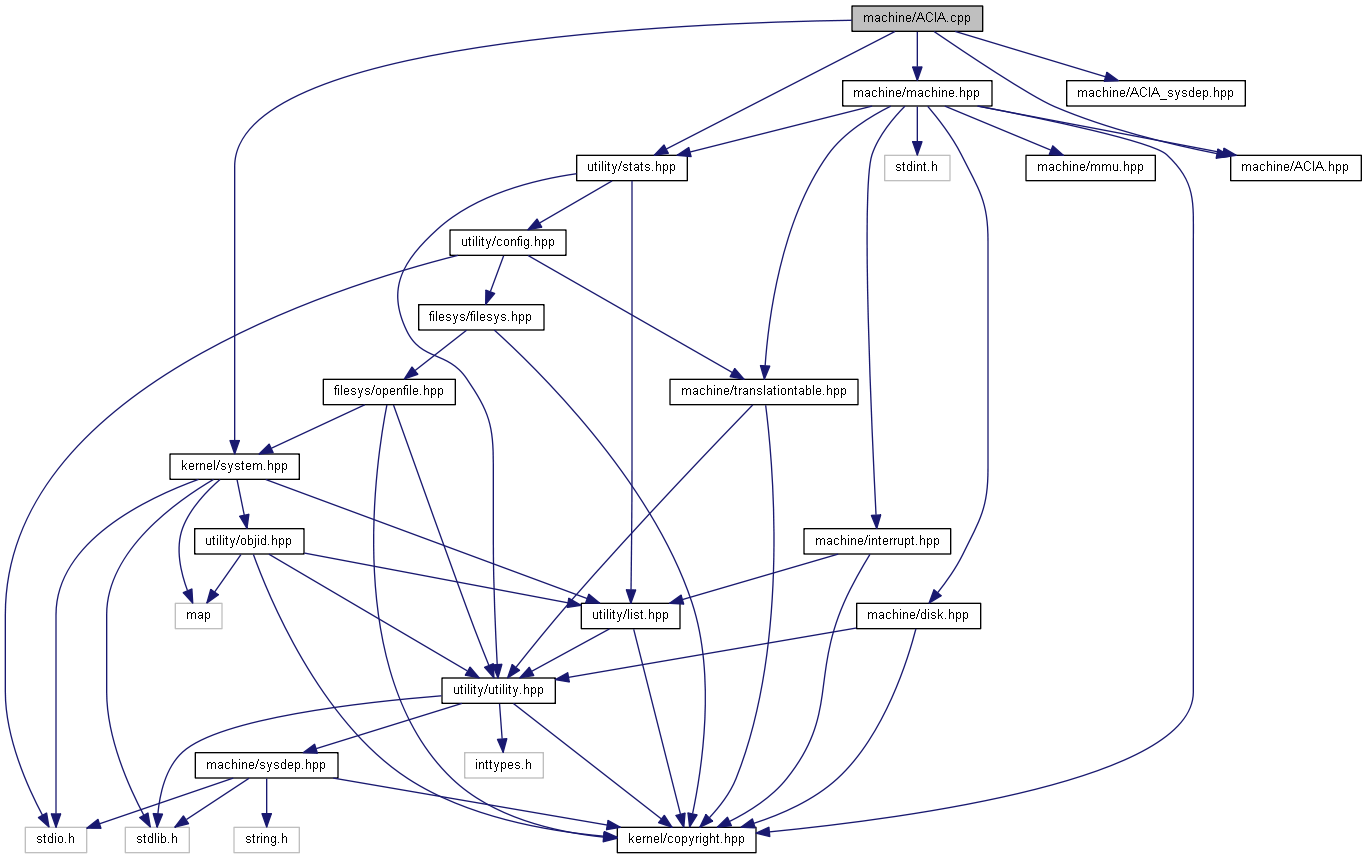 machine/ACIA.cpp
machine/machine.hpp
machine/ACIA_sysdep.hpp
utility/stats.hpp
stdint.h
machine/mmu.hpp
machine/ACIA.hpp
utility/config.hpp
filesys/filesys.hpp
filesys/openfile.hpp
machine/translationtable.hpp
kernel/system.hpp
utility/objid.hpp
machine/interrupt.hpp
map
utility/list.hpp
machine/disk.hpp
utility/utility.hpp
machine/sysdep.hpp
inttypes.h
stdio.h
stdlib.h
string.h
kernel/copyright.hpp